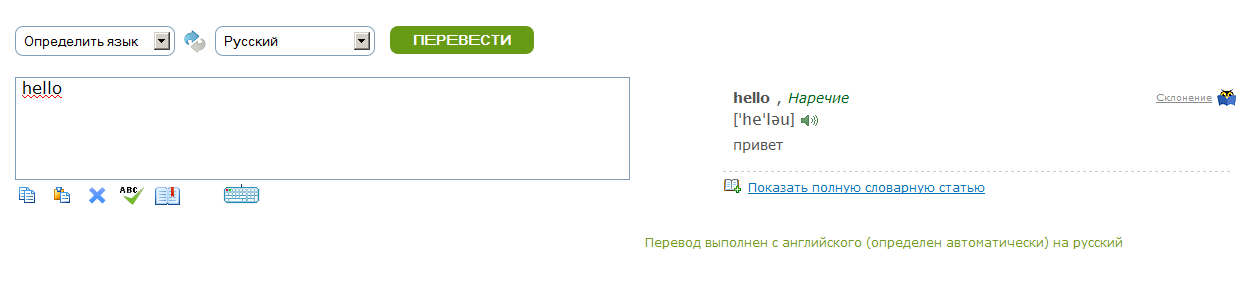 Определить язык
Русский
ПЕРЕВЕСТИ
hello
ABC
hello , Наречие
Склонение
['he'ləu]
привет
Показать полную словарную статью
Перевод выполнен с английского (определен автоматически) на русский